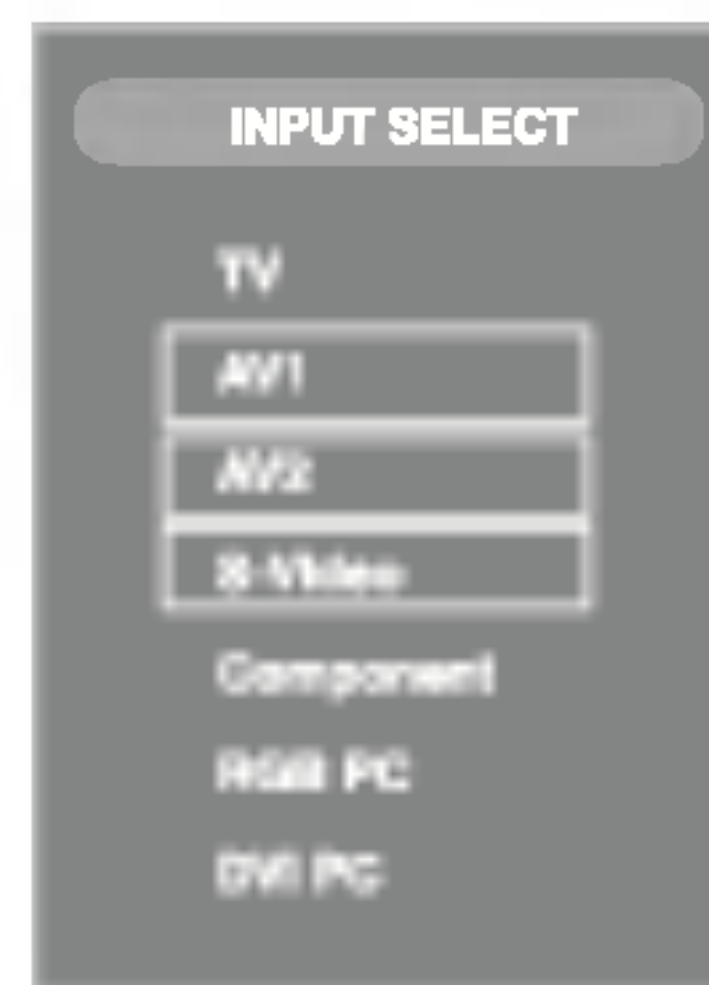 INPUT SELECT
TV
AV1
AV2
S-Video
Component
RGB PC
DVI PC